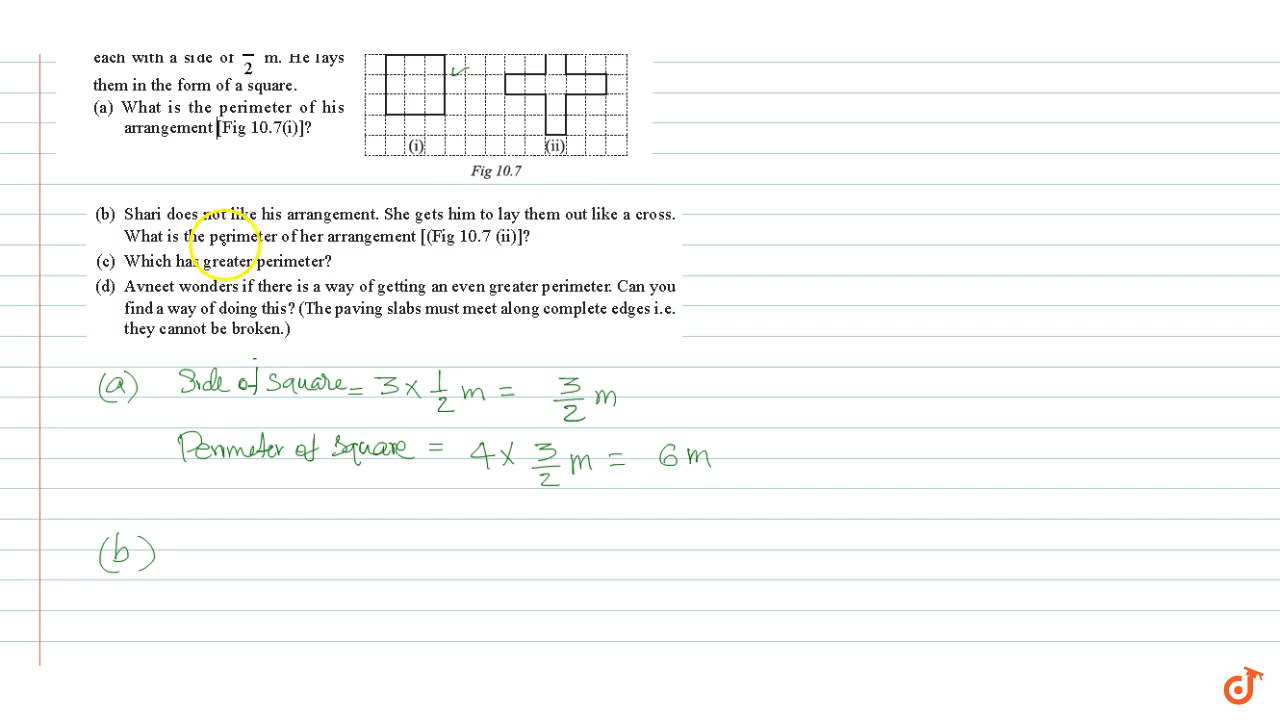 each with a side of 1/2 m. He lays
them in the form of a square.
(a) What is the perimeter of his
arrangement [Fig 10.7(i)]?
(i)
(ii)
Fig 10.7
(b) Shari does not like his arrangement. She gets him to lay them out like a cross.
What is the perimeter of her arrangement [(Fig 10.7 (ii)]?
(c) Which has greater perimeter?
(d) Avneet wonders if there is a way of getting an even greater perimeter. Can you
find a way of doing this? (The paving slabs must meet along complete edges i.e.
they cannot be broken.)
(a) Side of square = 3 × 1/2 m = 3/2 m
Perimeter of square = 4 × 3/2 m = 6 m
(b)